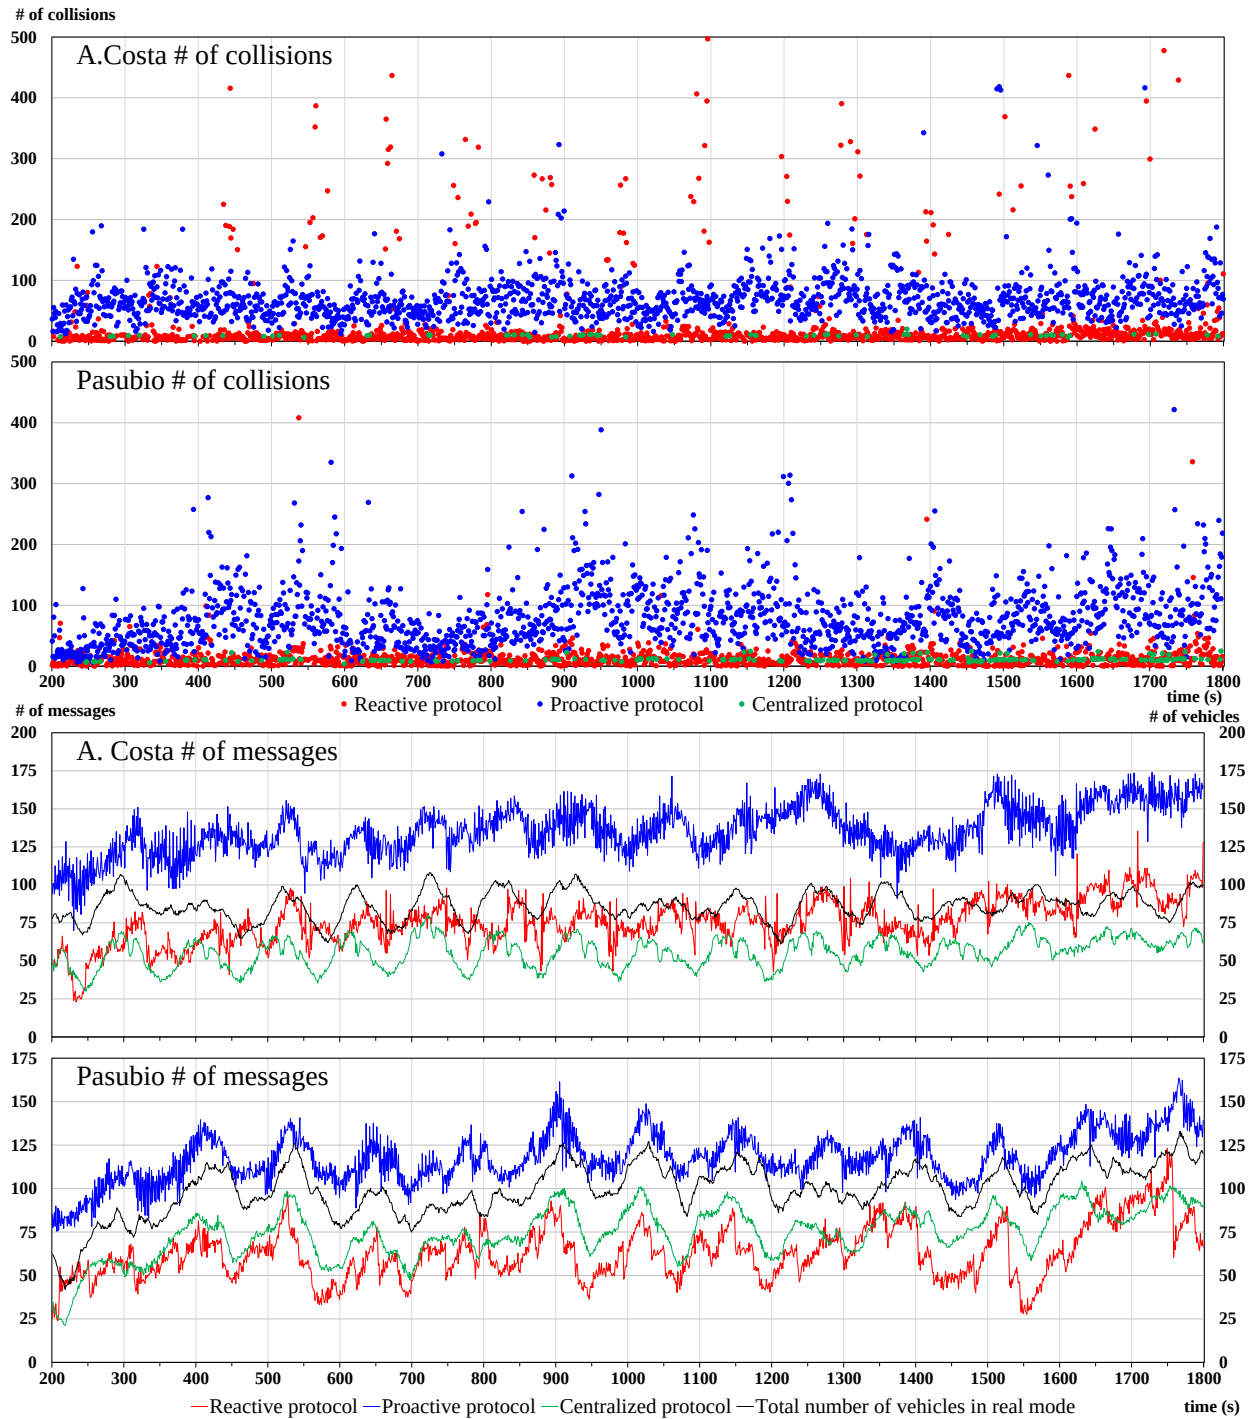 # of collisions
A.Costa # of collisions
500
400
300
200
100
0
Pasubio # of collisions
500
400
300
200
100
0
200 300 400 500 600 700 800 900 1000 1100 1200 1300 1400 1500 1600 1700 1800
time (s)
Reactive protocol Proactive protocol Centralized protocol
# of messages # of vehicles
A. Costa # of messages
200 200
175 175
150 150
125 125
100 100
75 75
50 50
25 25
0 0
Pasubio # of messages
175 175
150 150
125 125
100 100
75 75
50 50
25 25
0 0
200 300 400 500 600 700 800 900 1000 1100 1200 1300 1400 1500 1600 1700 1800
Reactive protocol Proactive protocol Centralized protocol Total number of vehicles in real mode time (s)